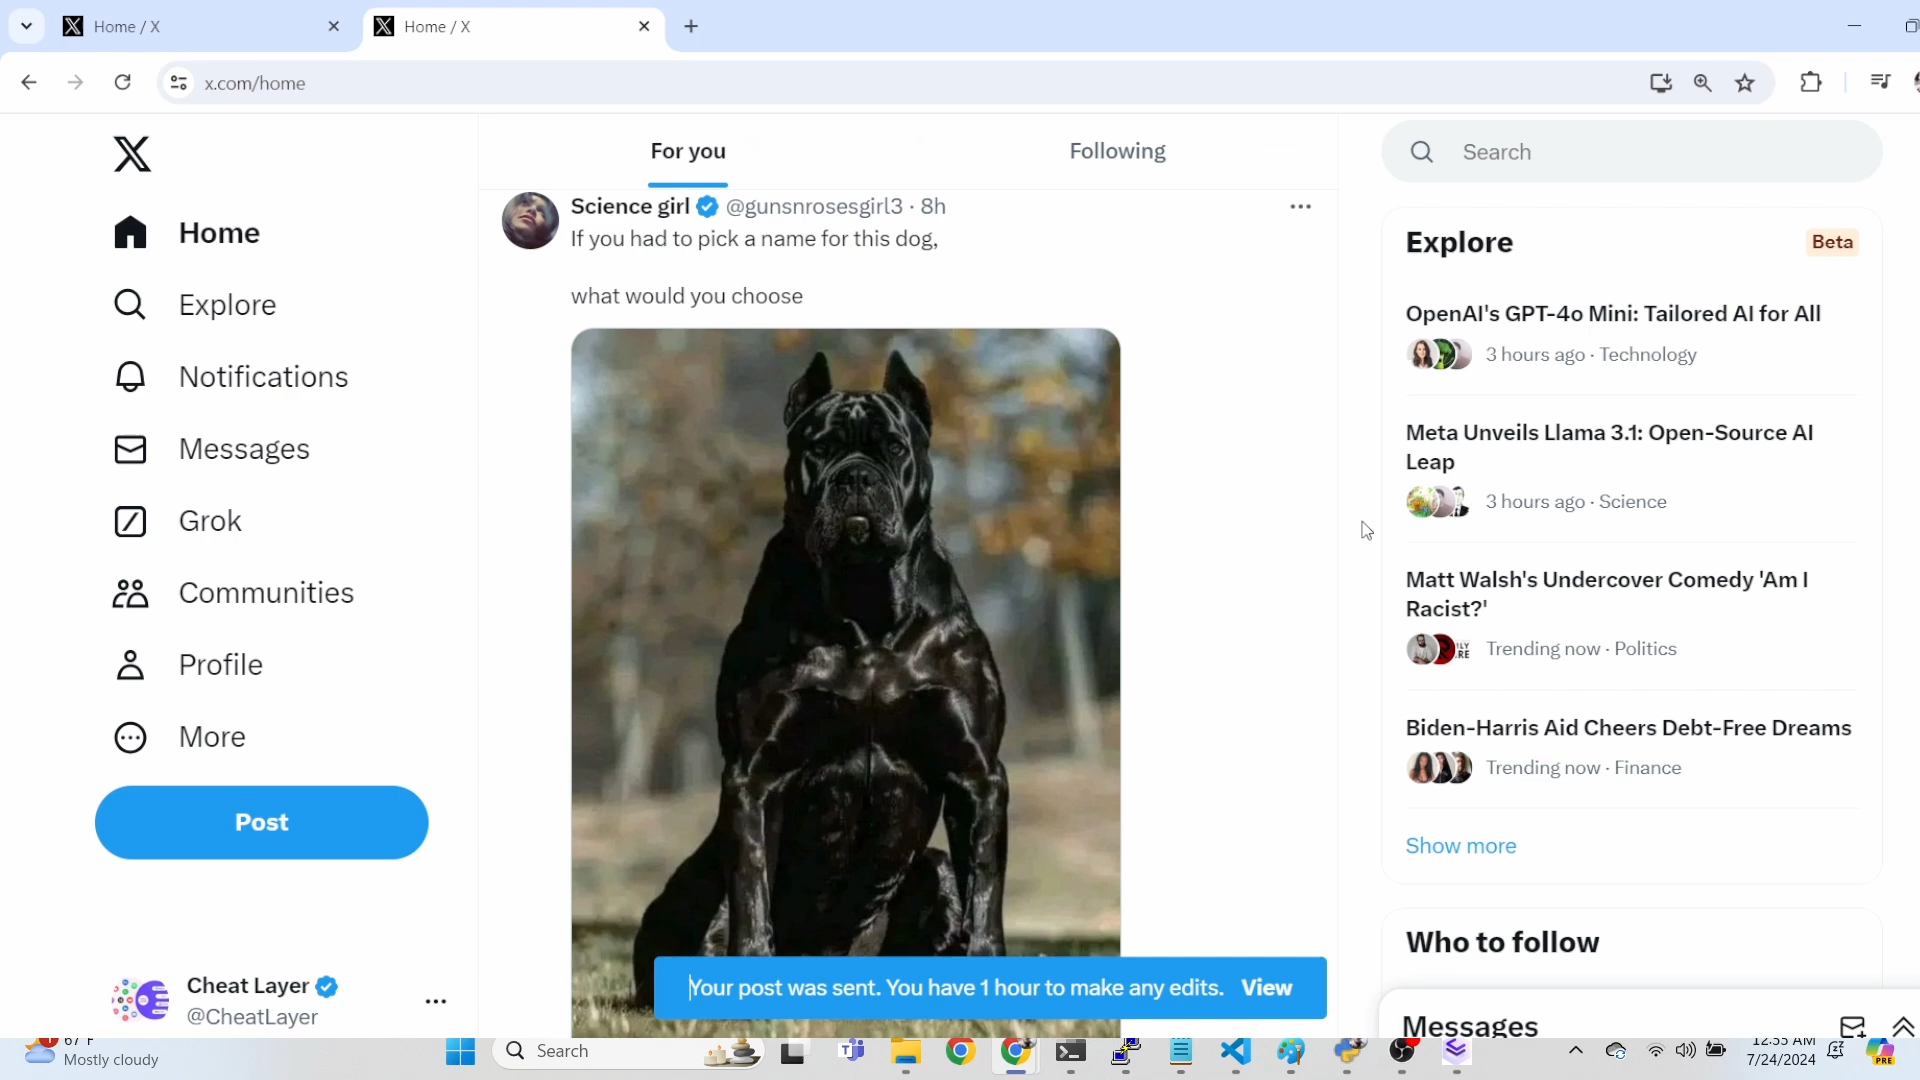 Home / X
Home / X
x.com/home
Home
Explore
Notifications
Messages
Grok
Communities
Profile
More
Post
Cheat Layer
@CheatLayer
For you
Following
Science girl @gunsnrosesgirl3 · 8h
If you had to pick a name for this dog,
what would you choose
Your post was sent. You have 1 hour to make any edits. View
Search
Explore
Beta
OpenAI's GPT-4o Mini: Tailored AI for All
3 hours ago · Technology
Meta Unveils Llama 3.1: Open-Source AI
Leap
3 hours ago · Science
Matt Walsh's Undercover Comedy 'Am I
Racist?'
Trending now · Politics
Biden-Harris Aid Cheers Debt-Free Dreams
Trending now · Finance
Show more
Who to follow
Messages
67°F
Mostly cloudy
Search
12:55 AM
7/24/2024
PRE